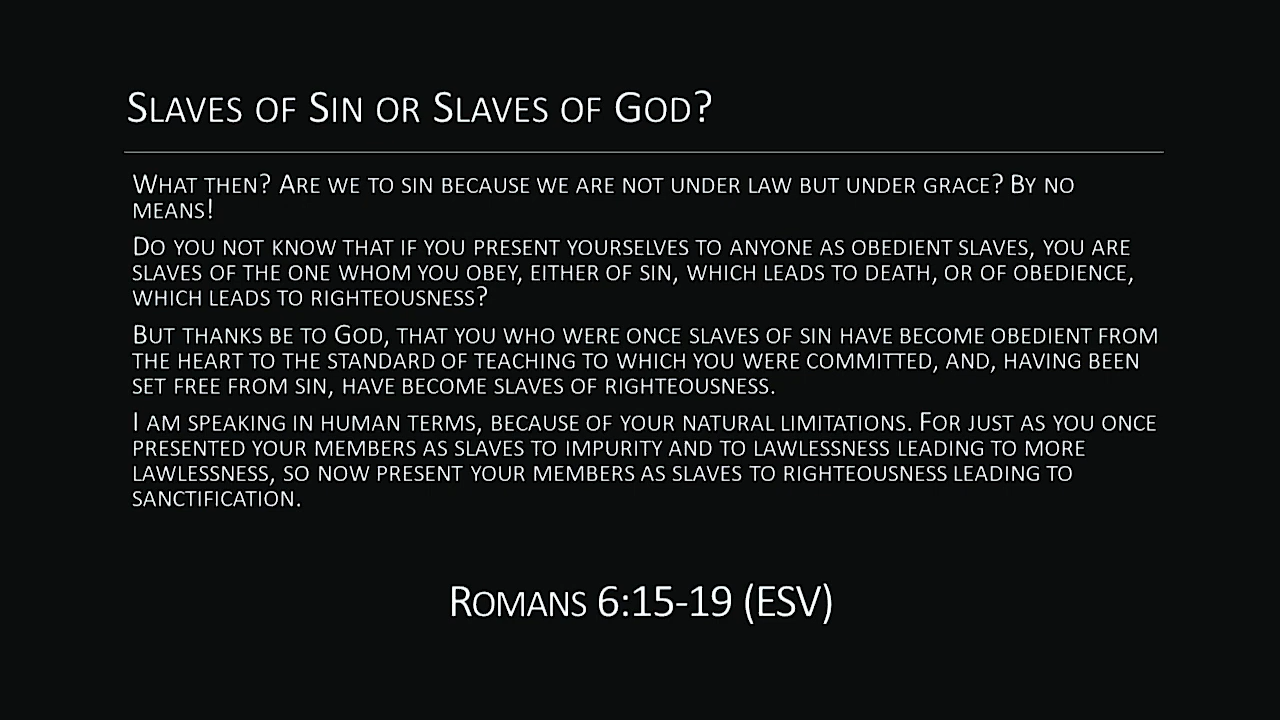 Slaves of Sin or Slaves of God?
What then? Are we to sin because we are not under law but under grace? By no
means!
Do you not know that if you present yourselves to anyone as obedient slaves, you are
slaves of the one whom you obey, either of sin, which leads to death, or of obedience,
which leads to righteousness?
But thanks be to God, that you who were once slaves of sin have become obedient from
the heart to the standard of teaching to which you were committed, and, having been
set free from sin, have become slaves of righteousness.
I am speaking in human terms, because of your natural limitations. For just as you once
presented your members as slaves to impurity and to lawlessness leading to more
lawlessness, so now present your members as slaves to righteousness leading to
sanctification.
Romans 6:15-19 (ESV)